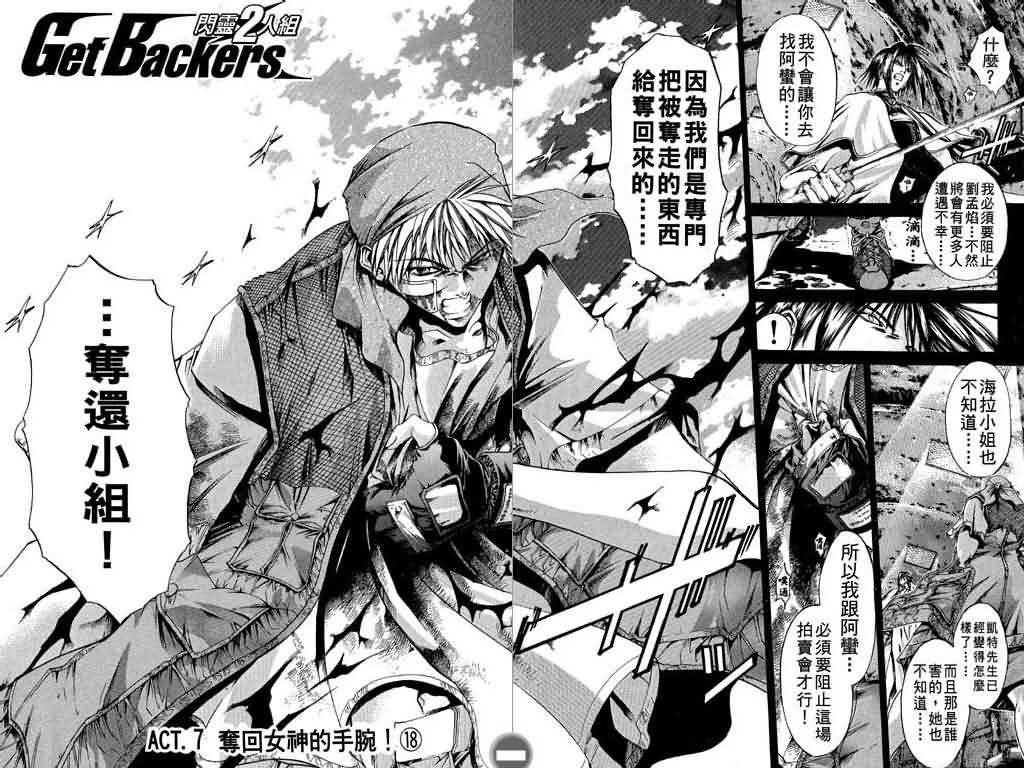 什麼？
我不會讓你去
找阿蠻的……
我必須要阻止
劉孟焰…不然
將會有更多人
遭遇不幸…
滴
滴…
！
海拉小姐也
不知道……
凱特先生已
經變得怎麼
樣了……
而且那是誰
害的，她也
不知道……
所以我跟阿蠻…
噗通
必須要阻止這場
拍賣會才行！
因為我們是專門
把被奪走的東西
給奪回來的……
…奪還小組！
閃靈2人組
GetBackers
ACT.7 奪回女神的手腕！⑱